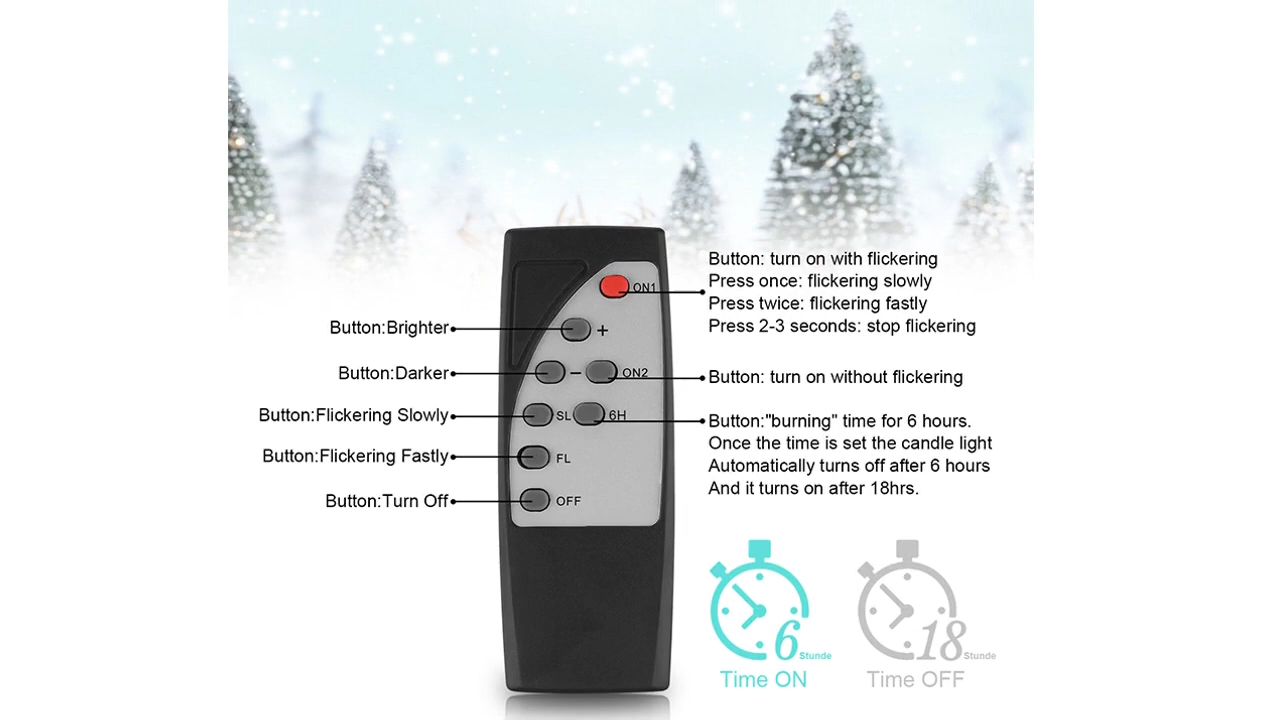 Button: turn on with flickering
Press once: flickering slowly
Press twice: flickering fastly
Press 2-3 seconds: stop flickering
ON1
Button:Brighter
+
Button:Darker
−
ON2
Button: turn on without flickering
Button:Flickering Slowly
SL
6H
Button:"burning" time for 6 hours.
Once the time is set the candle light
Automatically turns off after 6 hours
And it turns on after 18hrs.
Button:Flickering Fastly
FL
Button:Turn Off
OFF
6 Stunde
Time ON
18 Stunde
Time OFF